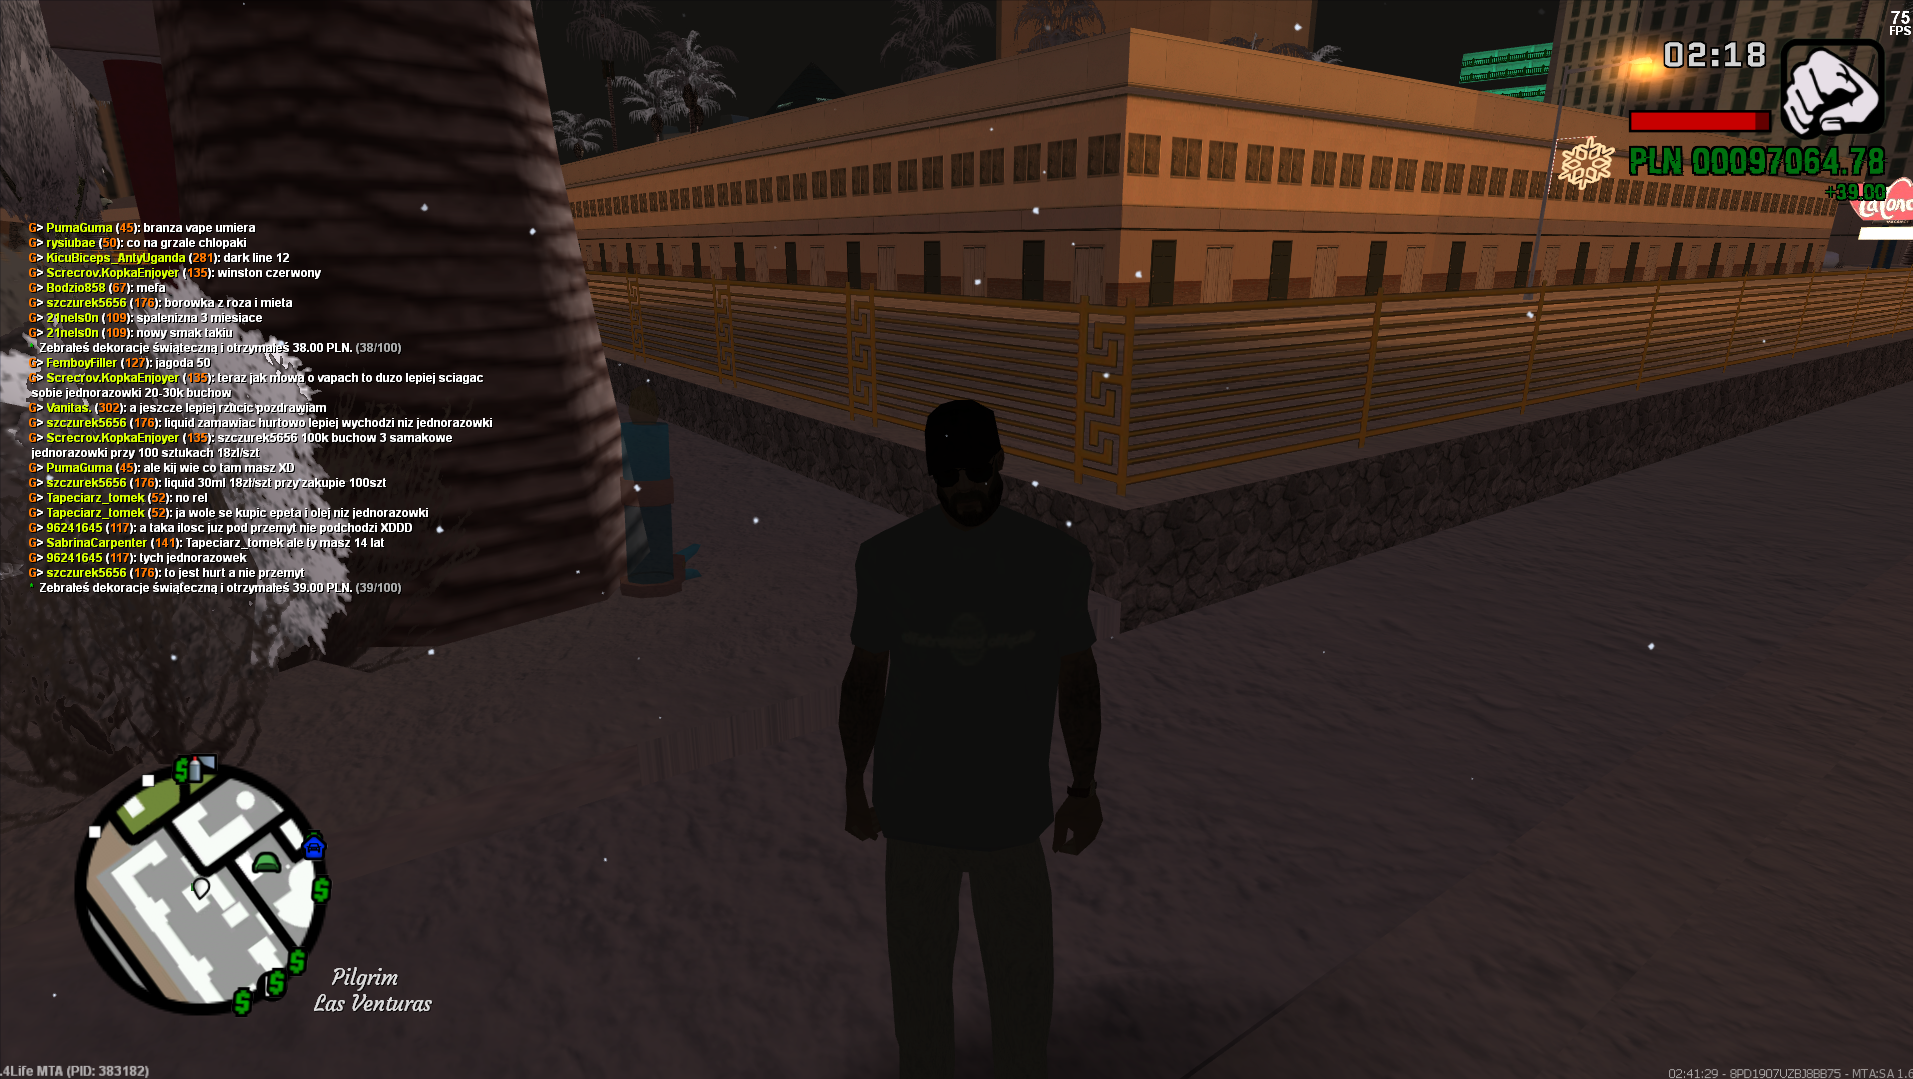 75
FPS
02:18
PLN 00097064.78
+39.00
G> PumaGuma (45): branza vape umiera
G> rysiubae (50): co na grzale chlopaki
G> KicuBiceps_AntyUganda (281): dark line 12
G> Screcrov.KopkaEnjoyer (135): winston czerwony
G> Bodzio858 (67): mefa
G> szczurek5656 (176): borowka z roza i mieta
G> 21nels0n (109): spalenizna 3 miesiace
G> 21nels0n (109): nowy smak takiu
* Zebrałeś dekoracje świąteczną i otrzymałeś 38.00 PLN. (38/100)
G> FemboyFiller (127): jagoda 50
G> Screcrov.KopkaEnjoyer (135): teraz jak mowa o vapach to duzo lepiej sciagac
sobie jednorazowki 20-30k buchow
G> Vanitas. (302): a jeszcze lepiej rzucic pozdrawiam
G> szczurek5656 (176): liquid zamawiac hurtowo lepiej wychodzi niz jednorazowki
G> Screcrov.KopkaEnjoyer (135): szczurek5656 100k buchow 3 samakowe
jednorazowki przy 100 sztukach 18zl/szt
G> PumaGuma (45): ale kij wie co tam masz XD
G> szczurek5656 (176): liquid 30ml 18zł/szt przy zakupie 100szt
G> Tapeciarz_tomek (52): no rel
G> Tapeciarz_tomek (52): ja wole se kupic epeta i olej niz jednorazowki
G> 96241645 (117): a taka ilosc juz pod przemyt nie podchodzi XDDD
G> SabrinaCarpenter (141): Tapeciarz_tomek ale ty masz 14 lat
G> 96241645 (117): tych jednorazowek
G> szczurek5656 (176): to jest hurt a nie przemyt
* Zebrałeś dekoracje świąteczną i otrzymałeś 39.00 PLN. (39/100)
Pilgrim
Las Venturas
.4Life MTA (PID: 383182)
02:41:29 - 8PD1907UZBJ8BB75 - MTA:SA 1.6